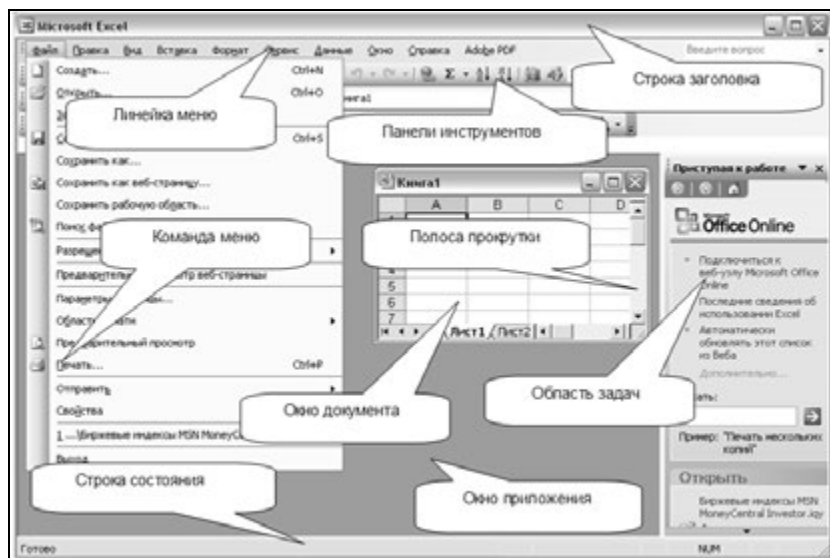 Microsoft Excel
Файл Правка Вид Вставка Формат Сервис Данные Окно Справка Adobe PDF
Введите вопрос
Создать... Ctrl+N
Открыть... Ctrl+O
Строка заголовка
Линейка меню
Панели инструментов
Ctrl+S
Сохранить как...
Сохранить как веб-страницу...
Сохранить рабочую область...
Команда меню
Книга1
A B C D
Полоса прокрутки
5
6
7
Лист1 Лист2
Приступая к работе
Office Online
Подключиться к
веб-узлу Microsoft Office
Online
Последние сведения об
использовании Excel
Автоматически
обновлять этот список
из Веба
Дополнительно...
Предварительный просмотр
Печать... Ctrl+P
Отправить
Свойства
1 ...\Биржевые индексы MSN
Выход
Окно документа
Область задач
Пример: "Печать нескольких
копий"
Открыть
Биржевые индексы MSN
MoneyCentral Investor.iqy
Строка состояния
Окно приложения
Готово
NUM